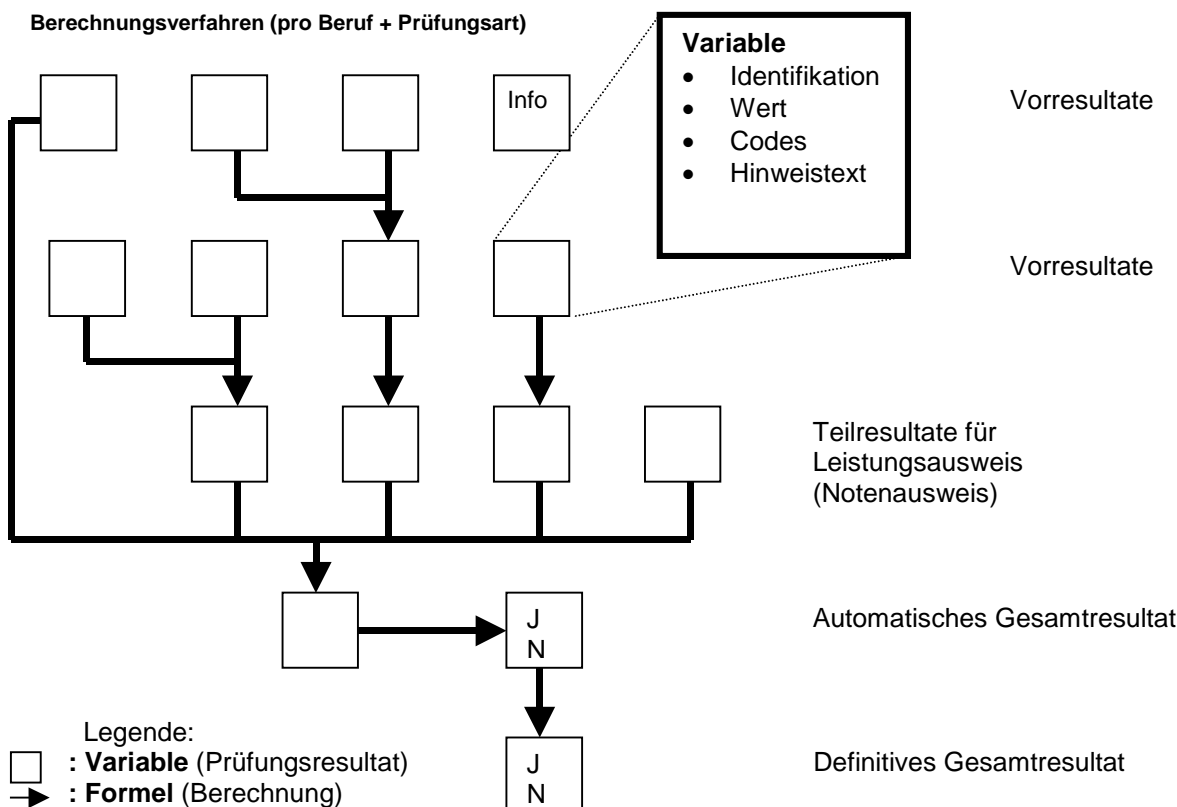 Berechnungsverfahren (pro Beruf + Prüfungsart)
Variable
• Identifikation
• Wert
• Codes
• Hinweistext
Info
Vorresultate
Vorresultate
Teilresultate für
Leistungsausweis
(Notenausweis)
J
N
Automatisches Gesamtresultat
Legende:
: Variable (Prüfungsresultat)
: Formel (Berechnung)
J
N
Definitives Gesamtresultat